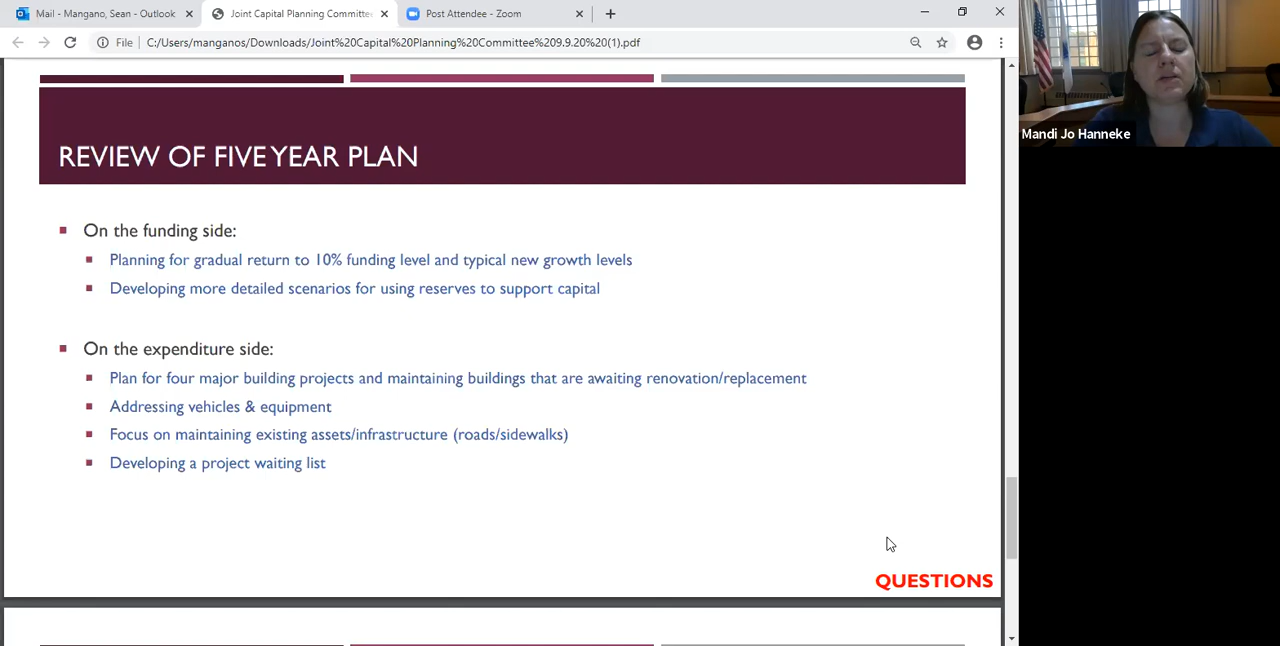 Mail - Mangano, Sean - Outlook
Joint Capital Planning Committee
Post Attendee - Zoom
File
C:/Users/manganos/Downloads/Joint%20Capital%20Planning%20Committee%209.9.20%20(1).pdf
Mandi Jo Hanneke
REVIEW OF FIVE YEAR PLAN
On the funding side:
Planning for gradual return to 10% funding level and typical new growth levels
Developing more detailed scenarios for using reserves to support capital
On the expenditure side:
Plan for four major building projects and maintaining buildings that are awaiting renovation/replacement
Addressing vehicles & equipment
Focus on maintaining existing assets/infrastructure (roads/sidewalks)
Developing a project waiting list
QUESTIONS